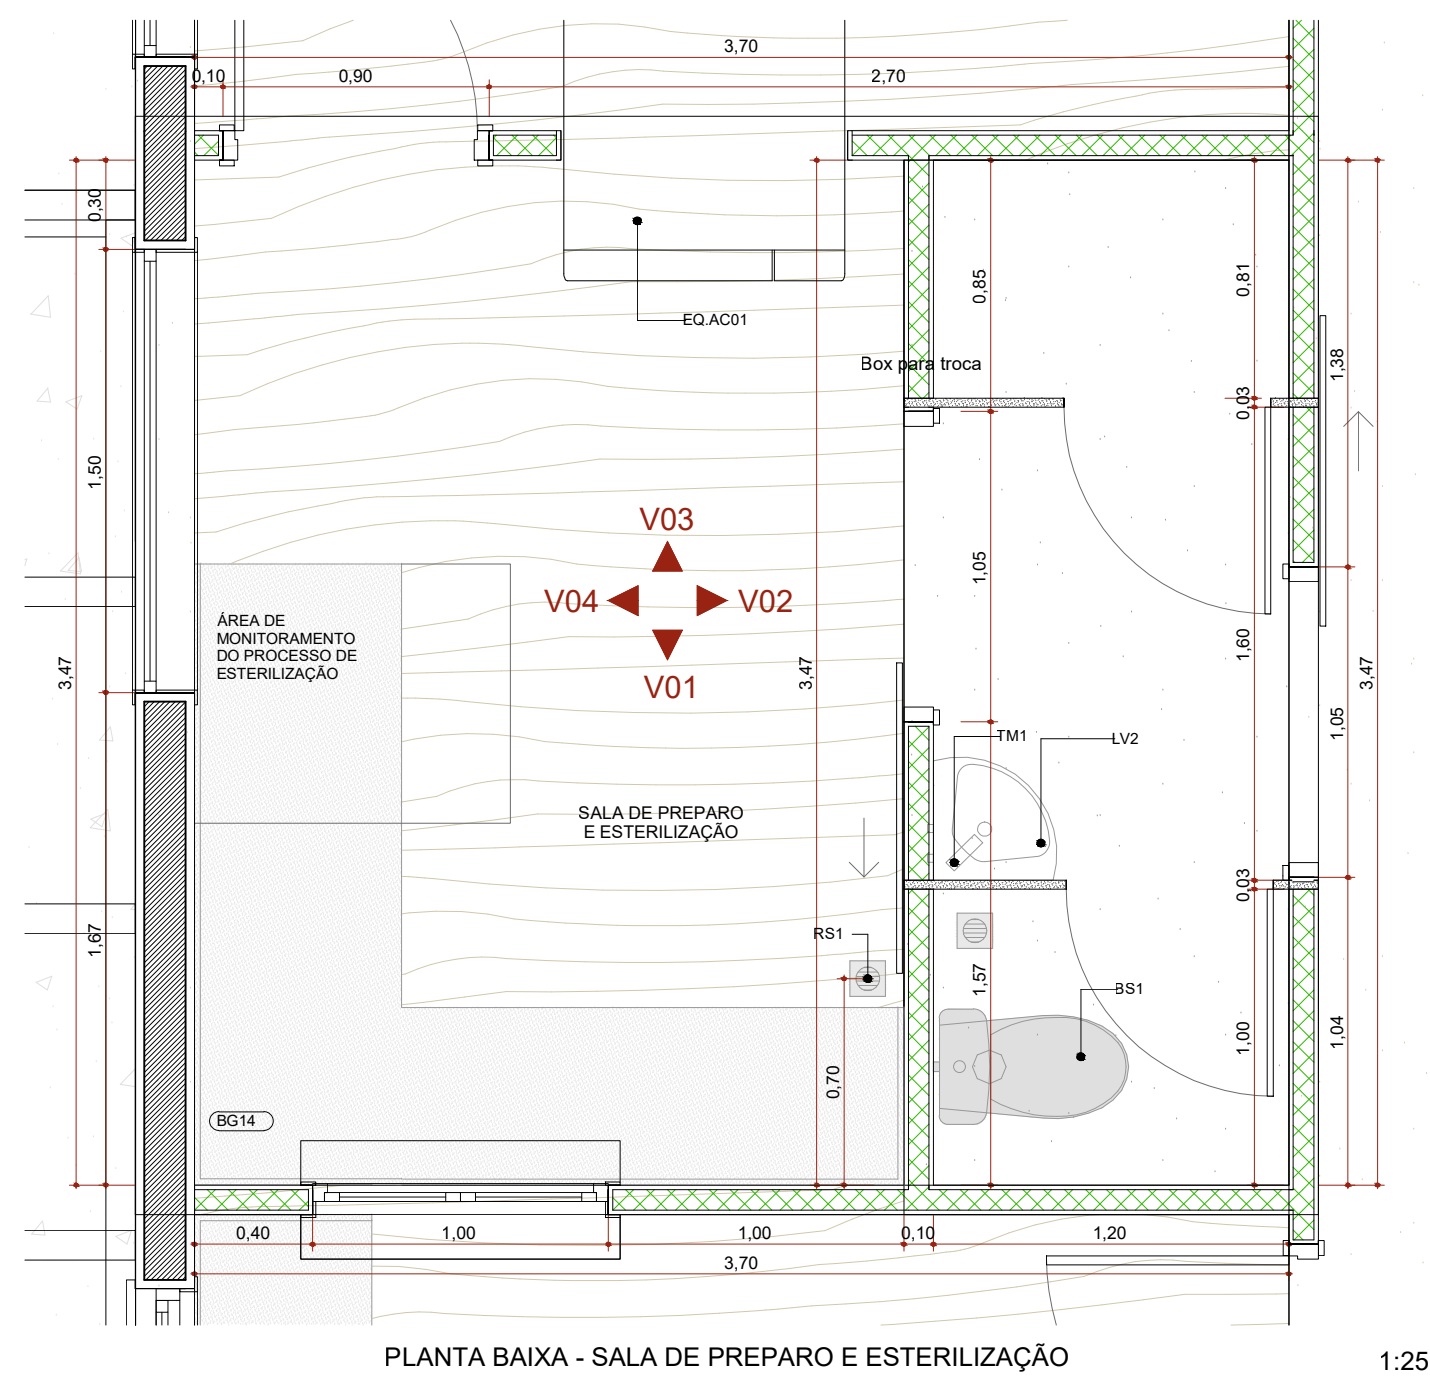 3,70
0,10
0,90
2,70
0,30
0,85
0,81
EQ.AC01
Box para troca
1,38
0,03
1,50
V03
1,05
V04
V02
ÁREA DE
MONITORAMENTO
DO PROCESSO DE
ESTERILIZAÇÃO
1,60
3,47
3,47
3,47
V01
1,05
TM1
LV2
SALA DE PREPARO
E ESTERILIZAÇÃO
0,03
1,67
RS1
1,57
BS1
1,00
1,04
0,70
BG14
0,40
1,00
1,00
0,10
1,20
3,70
PLANTA BAIXA - SALA DE PREPARO E ESTERILIZAÇÃO
1:25